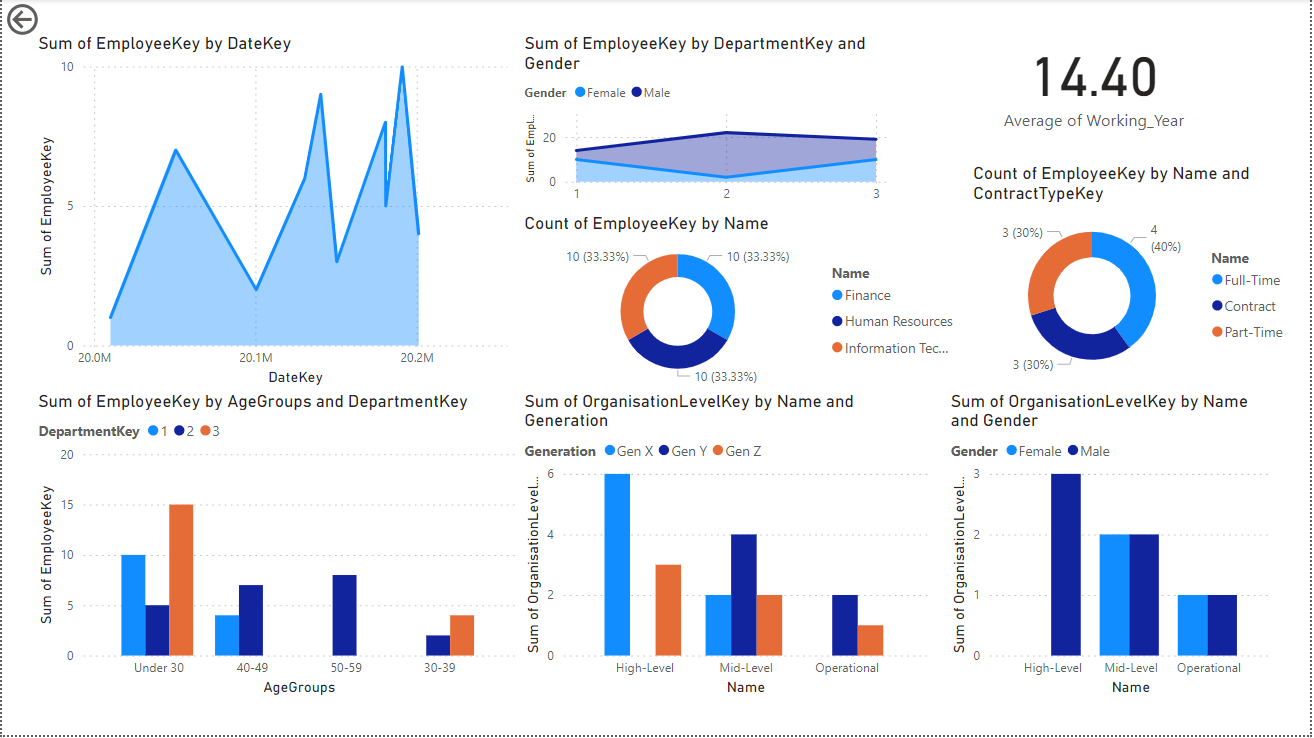 Sum of EmployeeKey by DateKey
Sum of EmployeeKey
10
5
0
20.0M
20.1M
20.2M
DateKey
Sum of EmployeeKey by DepartmentKey and
Gender
Gender Female Male
Sum of Empl...
20
0
1
2
3
14.40
Average of Working_Year
Count of EmployeeKey by Name
10 (33.33%)
10 (33.33%)
10 (33.33%)
Name
Finance
Human Resources
Information Tec...
Count of EmployeeKey by Name and
ContractTypeKey
3 (30%)
4
(40%)
3 (30%)
Name
Full-Time
Contract
Part-Time
Sum of EmployeeKey by AgeGroups and DepartmentKey
DepartmentKey 1 2 3
Sum of EmployeeKey
20
15
10
5
0
Under 30
40-49
50-59
30-39
AgeGroups
Sum of OrganisationLevelKey by Name and
Generation
Generation Gen X Gen Y Gen Z
Sum of OrganisationLevel...
6
4
2
0
High-Level
Mid-Level
Operational
Name
Sum of OrganisationLevelKey by Name
and Gender
Gender Female Male
Sum of OrganisationLevel...
3
2
1
0
High-Level
Mid-Level
Operational
Name